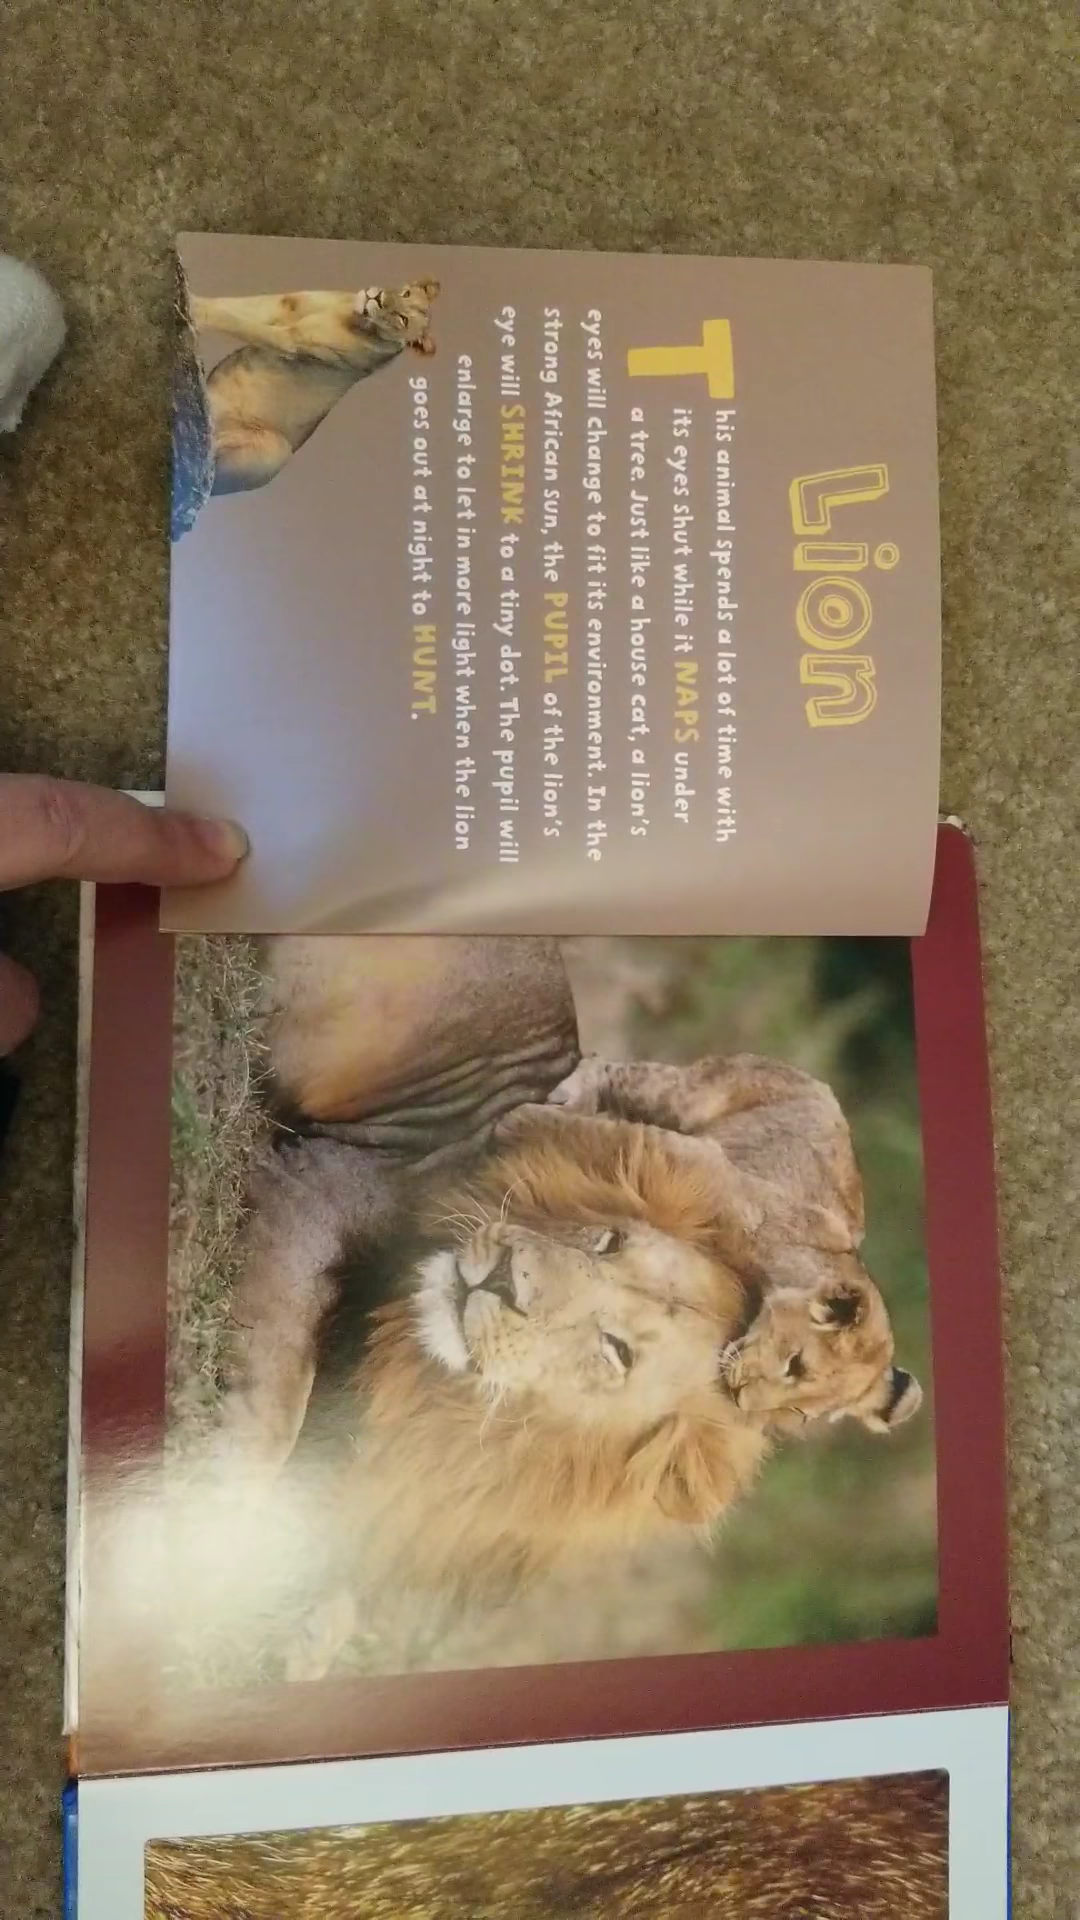 Lion
This animal spends a lot of time with
its eyes shut while it NAPS under
a tree. Just like a house cat, a lion's
eyes will change to fit its environment. In the
strong African sun, the PUPIL of the lion's
eye will SHRINK to a tiny dot. The pupil will
enlarge to let in more light when the lion
goes out at night to HUNT.